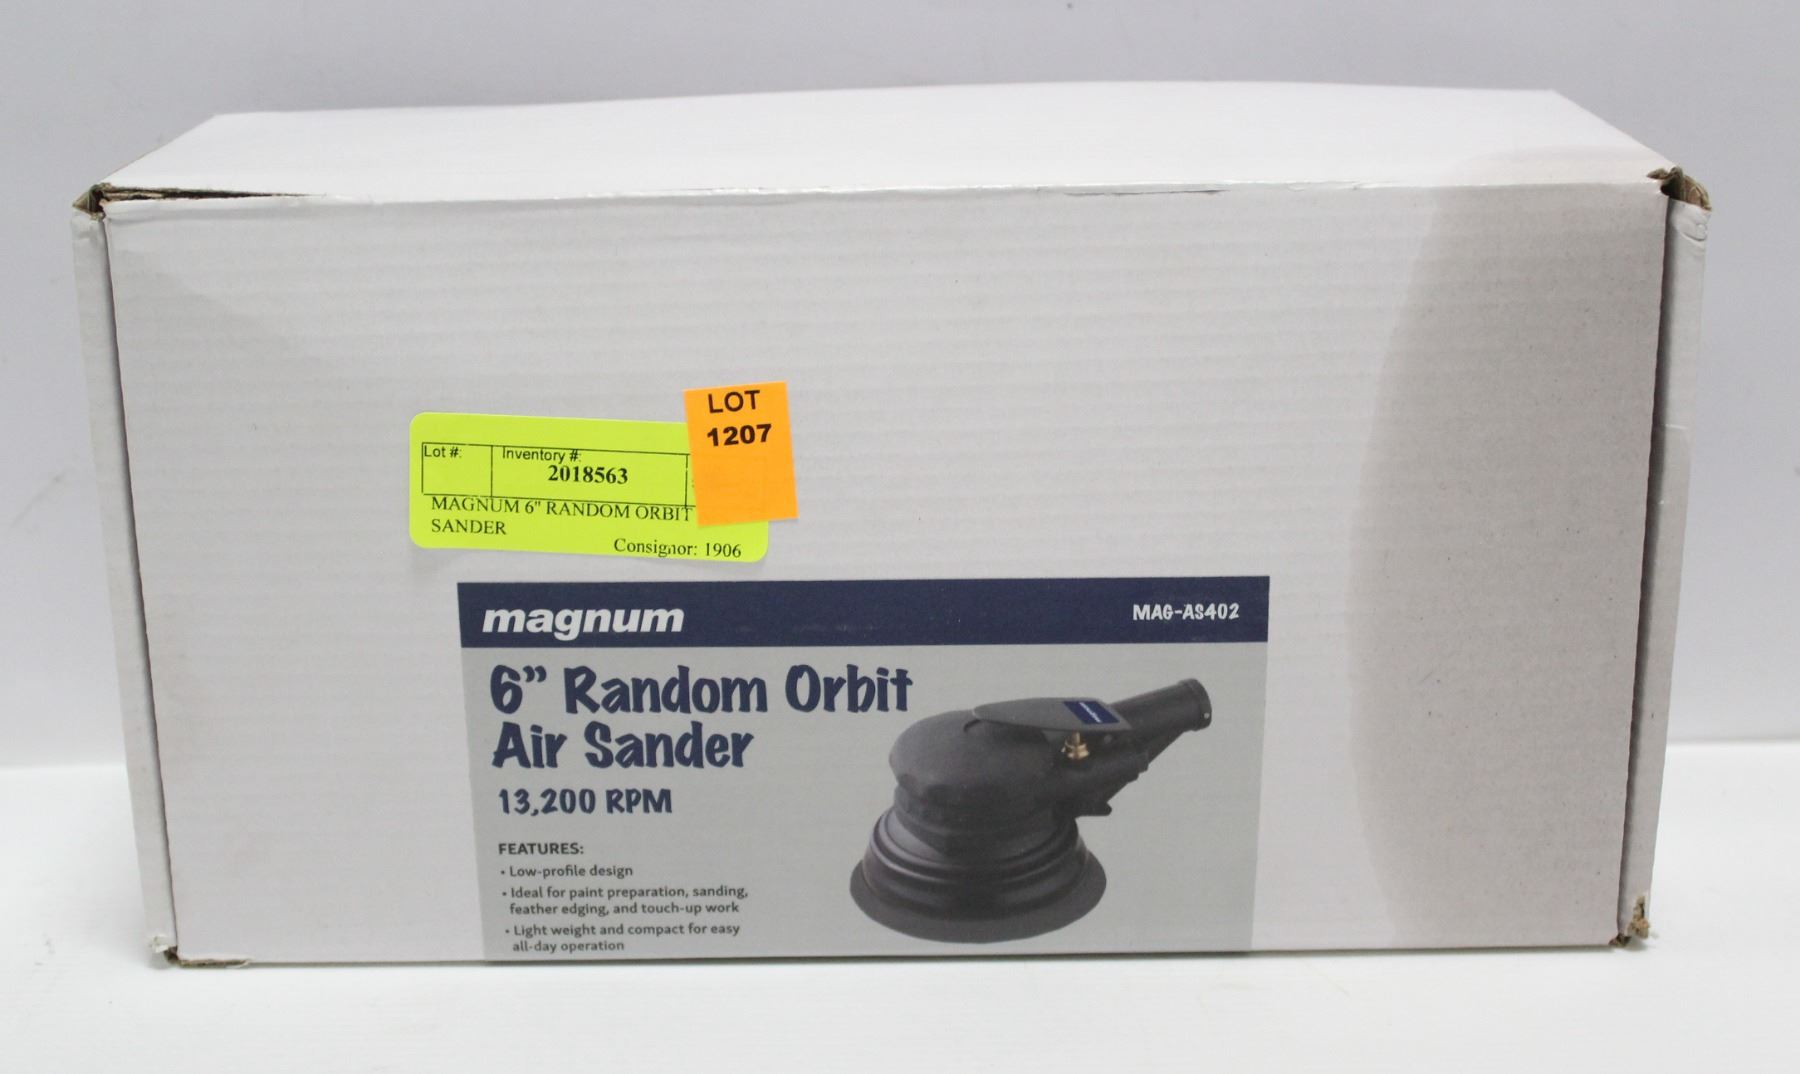 LOT
1207
Lot #:
Inventory #:
2018563
MAGNUM 6" RANDOM ORBIT
SANDER
Consignor: 1906
magnum
MAG-AS402
6” Random Orbit
Air Sander
13,200 RPM
FEATURES:
• Low-profile design
• Ideal for paint preparation, sanding,
feather edging, and touch-up work
• Light weight and compact for easy
all-day operation